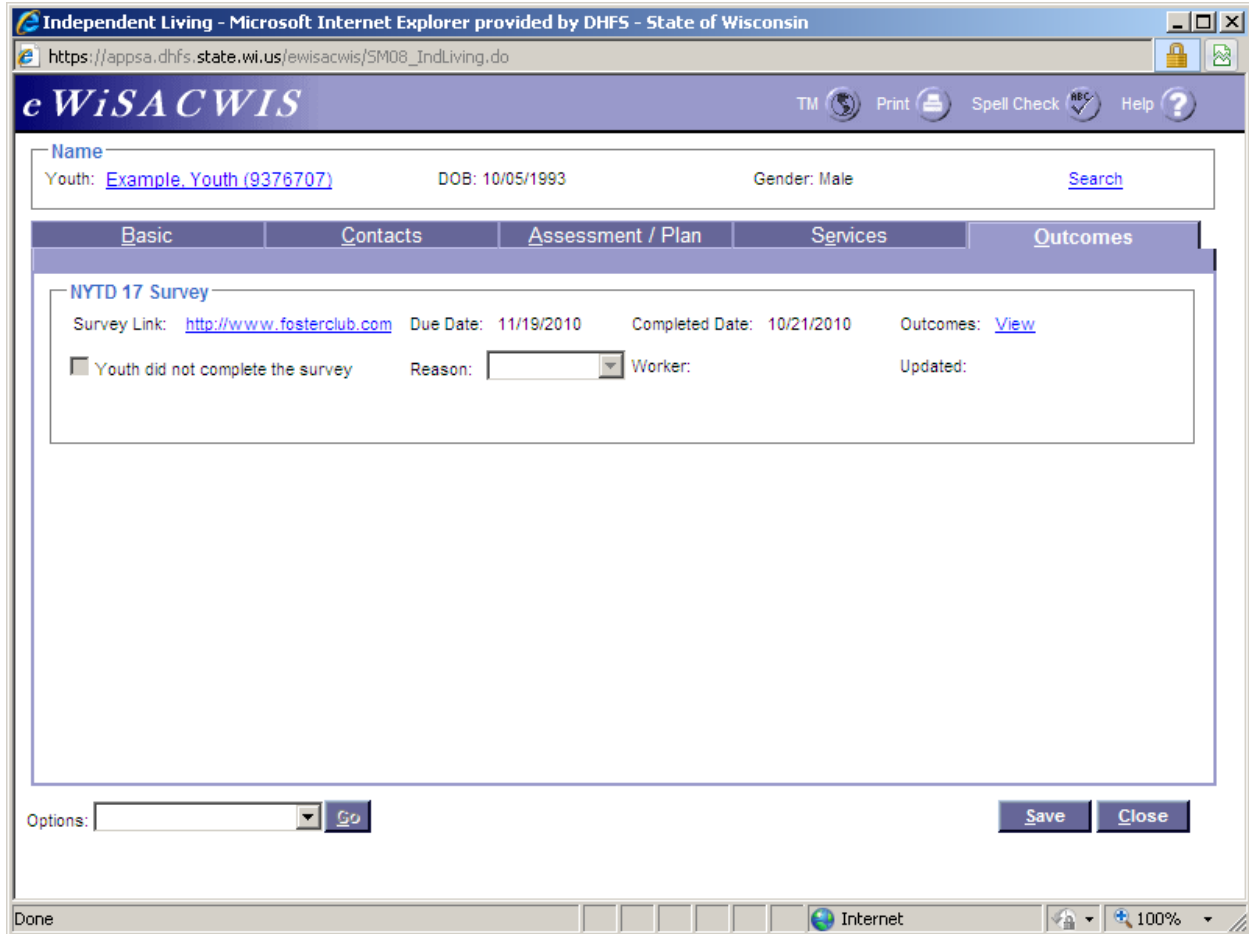 Independent Living - Microsoft Internet Explorer provided by DHFS - State of Wisconsin
https://appsa.dhfs.state.wi.us/ewisacwis/SM08_IndLiving.do
eWiSACWIS TM Print Spell Check Help
Name
Youth: Example, Youth (9376707) DOB: 10/05/1993 Gender: Male Search
Basic Contacts Assessment / Plan Services Outcomes
NYTD 17 Survey
Survey Link: http://www.fosterclub.com Due Date: 11/19/2010 Completed Date: 10/21/2010 Outcomes: View
Youth did not complete the survey Reason: Worker: Updated:
Options: Go Save Close
Done Internet 100%